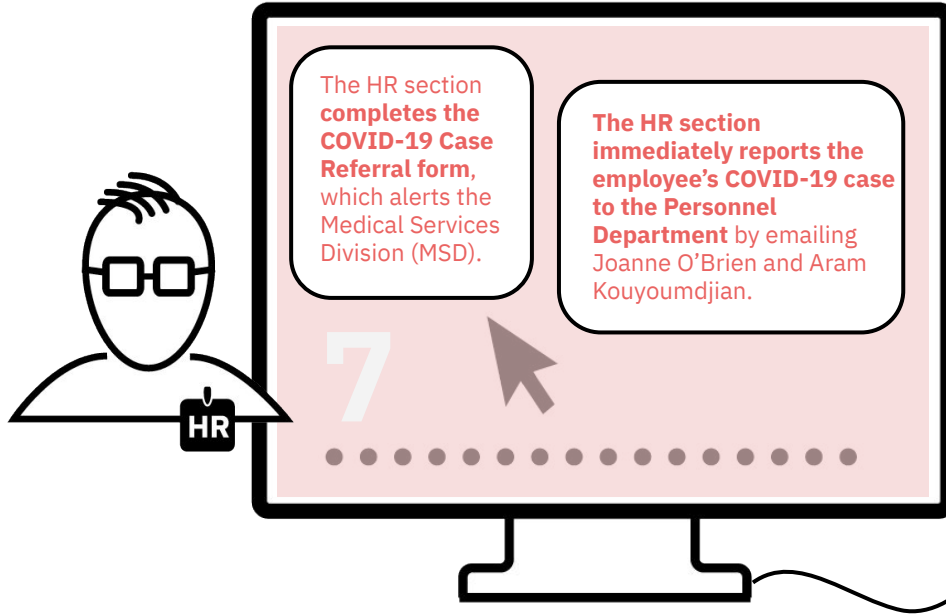 The HR section
completes the
COVID-19 Case
Referral form,
which alerts the
Medical Services
Division (MSD).
The HR section
immediately reports the
employee’s COVID-19 case
to the Personnel
Department by emailing
Joanne O’Brien and Aram
Kouyoumdjian.
7
HR